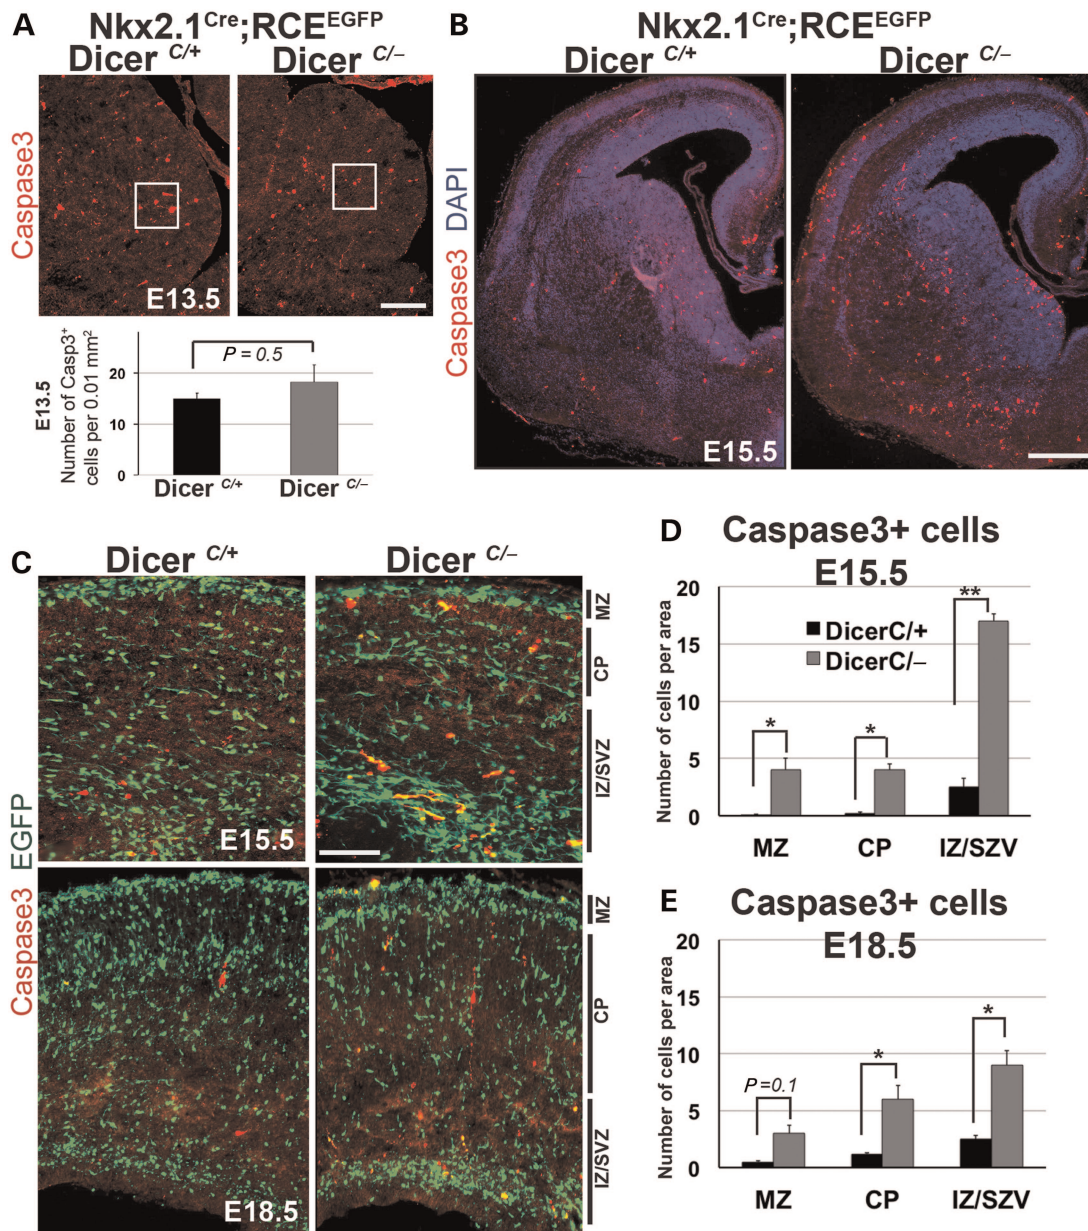 A
Nkx2.1Cre;RCEEGFP
Dicer C/+ Dicer C/–
Caspase3
E13.5
P = 0.5
E13.5
Number of Casp3+
cells per 0.01 mm2
20
10
0
Dicer C/+ Dicer C/–
B
Nkx2.1Cre;RCEEGFP
Dicer C/+ Dicer C/–
Caspase3 DAPI
E15.5
C
Dicer C/+ Dicer C/–
Caspase3 EGFP
E15.5
MZ
CP
IZ/SVZ
E18.5
MZ
CP
IZ/SVZ
D
Caspase3+ cells
E15.5
Number of cells per area
20
15
10
5
0
DicerC/+
DicerC/–
* * **
MZ CP IZ/SZV
E
Caspase3+ cells
E18.5
Number of cells per area
20
15
10
5
0
P=0.1 * *
MZ CP IZ/SZV